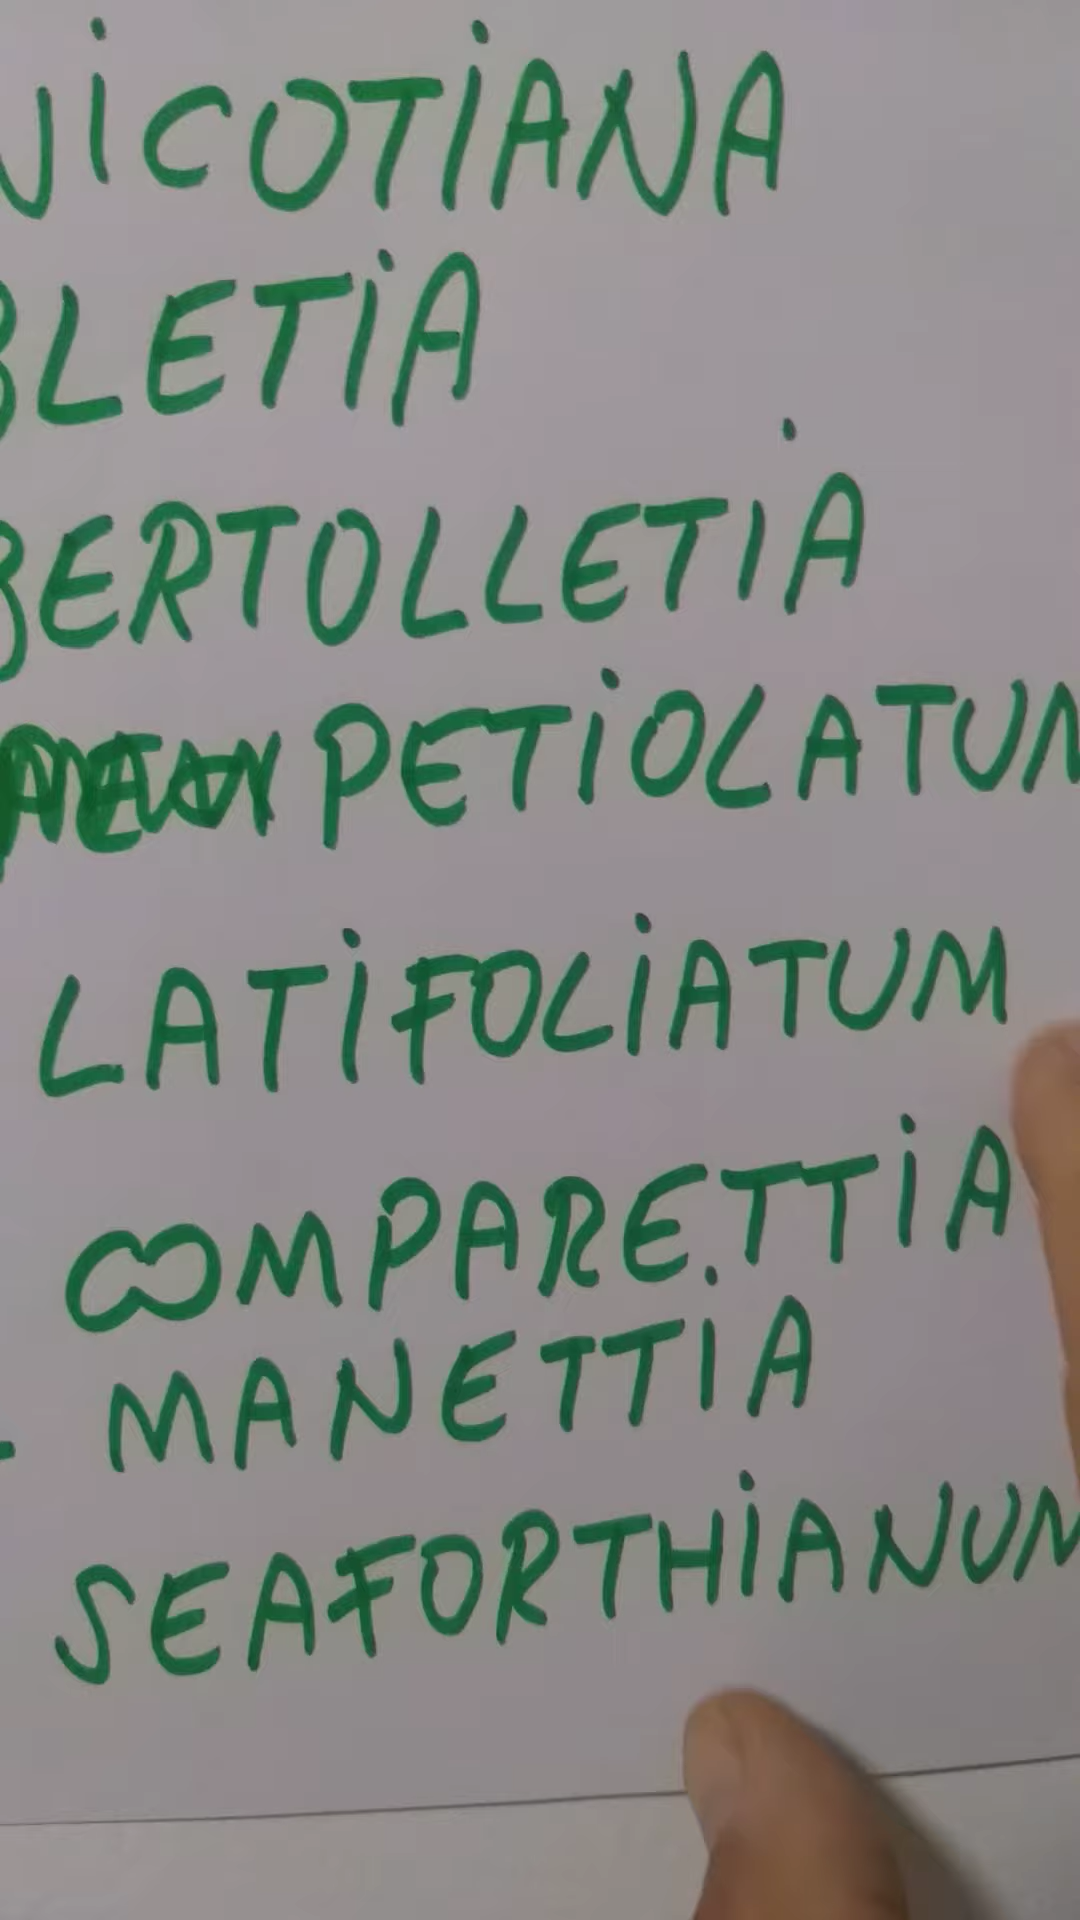 NICOTIANA
BLETIA
BERTOLLETIA
PETIOLATUM
LATIFOLIATUM
COMPARETTIA
- MANETTIA
SEAFORTHIANUM